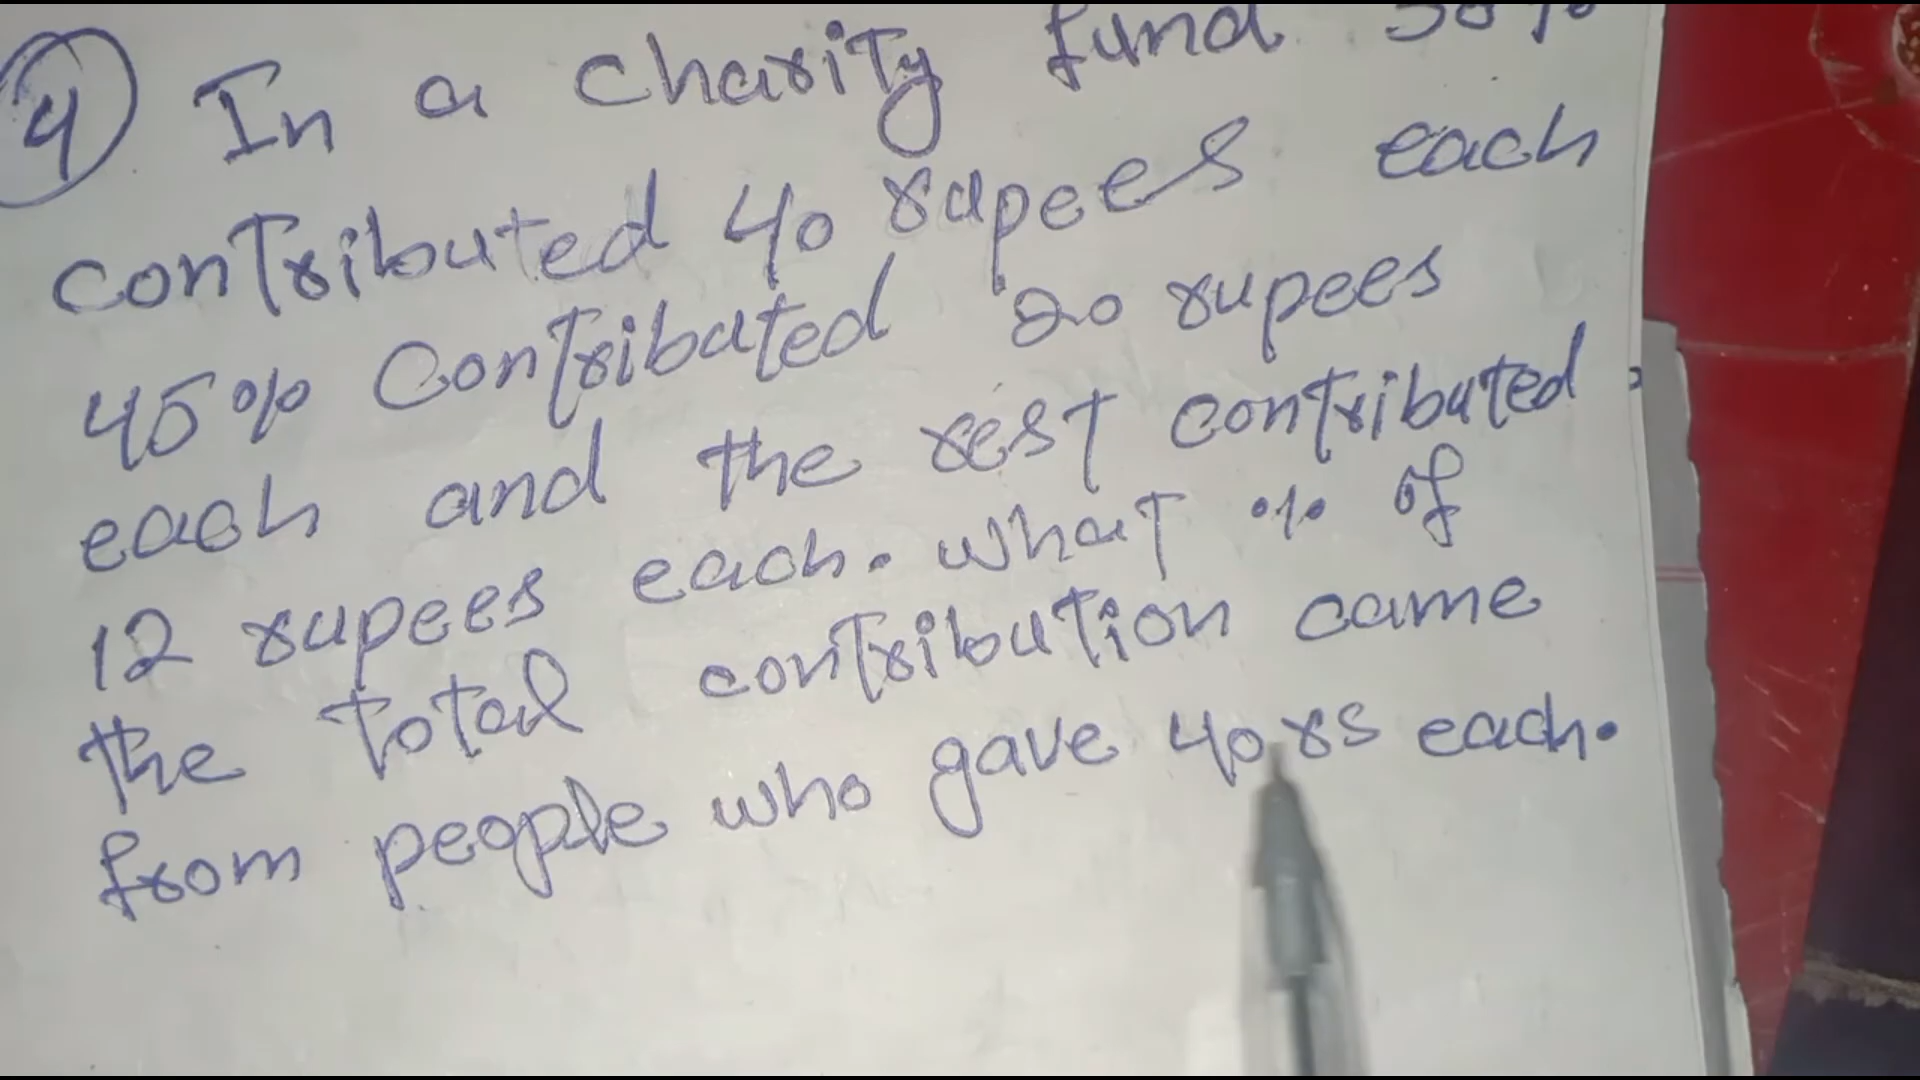 4 In a charity fund
contributed 40 rupees each
45% contributed 20 rupees
each and the rest contributed
12 rupees each. what % of
the total contribution came
from people who gave 40 rs each.